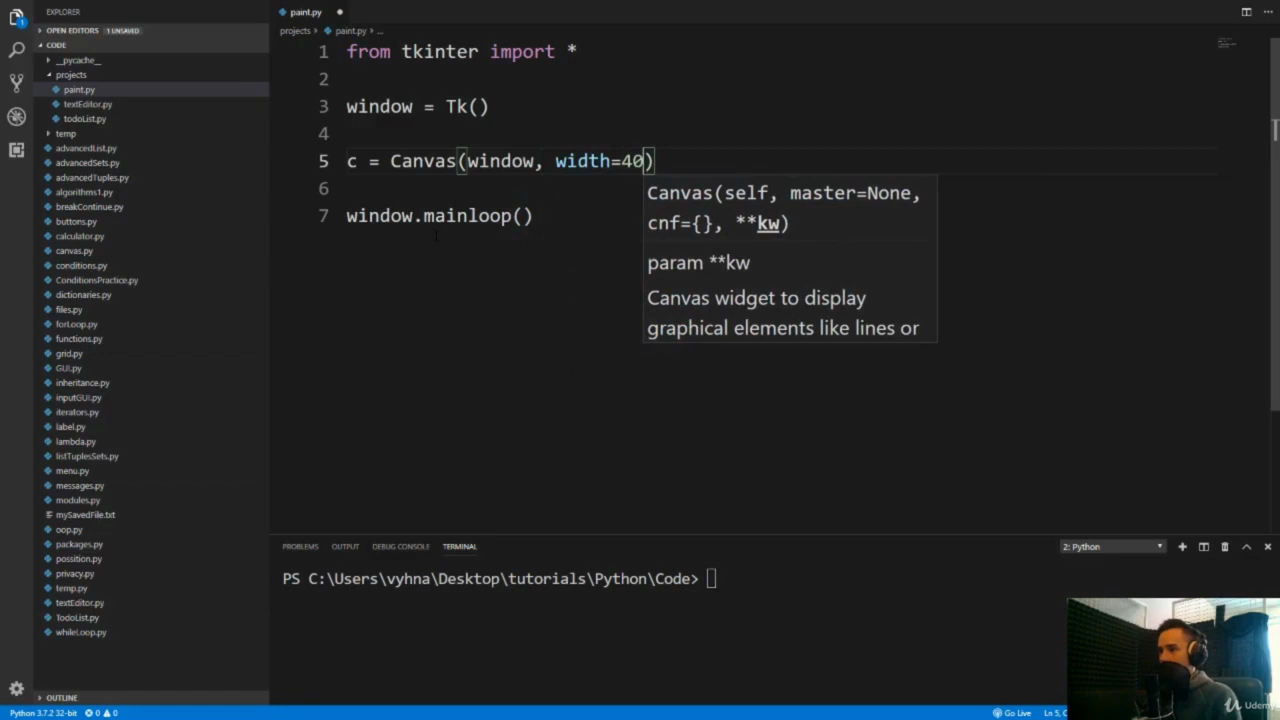 EXPLORER
OPEN EDITORS 1 UNSAVED
CODE
__pycache__
projects
paint.py
textEditor.py
todoList.py
temp
advancedList.py
advancedSets.py
advancedTuples.py
algorithms1.py
breakContinue.py
buttons.py
calculator.py
canvas.py
conditions.py
ConditionsPractice.py
dictionaries.py
files.py
forLoop.py
functions.py
grid.py
GUI.py
inheritance.py
inputGUI.py
iterators.py
label.py
lambda.py
listTuplesSets.py
menu.py
messages.py
modules.py
mySavedFile.txt
oop.py
packages.py
possition.py
privacy.py
temp.py
textEditor.py
TodoList.py
whileLoop.py
OUTLINE
paint.py
projects › paint.py › ...
1 from tkinter import *
2
3 window = Tk()
4
5 c = Canvas(window, width=40)
6
7 window.mainloop()
Canvas(self, master=None,
cnf={}, **kw)
param **kw
Canvas widget to display
graphical elements like lines or
PROBLEMS OUTPUT DEBUG CONSOLE TERMINAL 2: Python
PS C:\Users\vyhna\Desktop\tutorials\Python\Code>
Python 3.7.2 32-bit 0 0 Go Live Ln 5,
Udemy